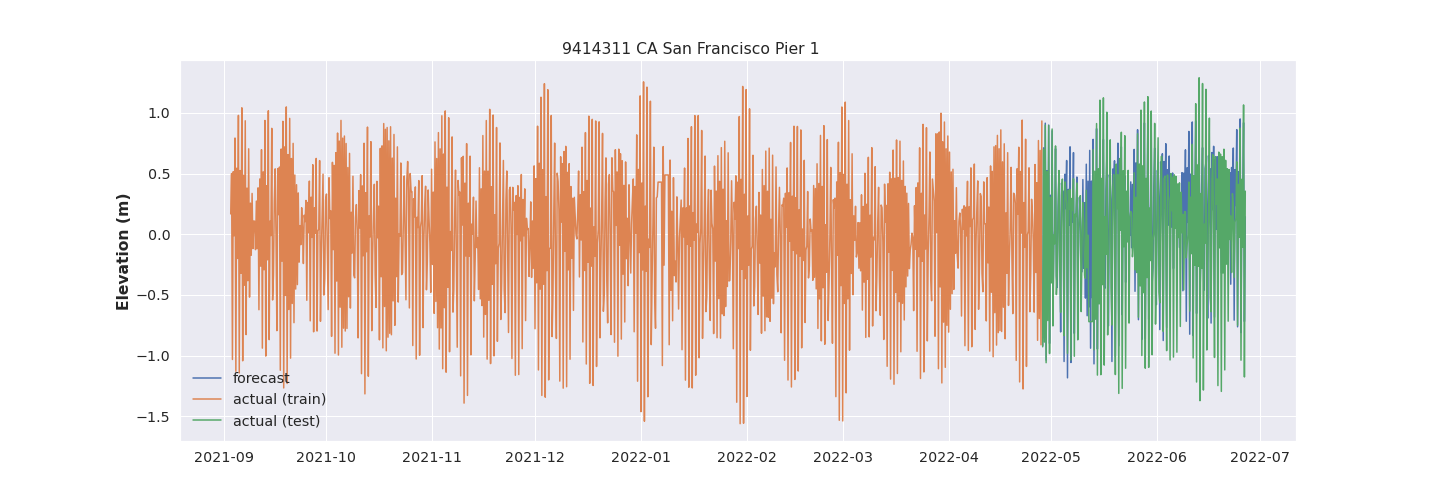 9414311 CA San Francisco Pier 1
Elevation (m)
1.0
0.5
0.0
−0.5
−1.0
−1.5
forecast
actual (train)
actual (test)
2021-09 2021-10 2021-11 2021-12 2022-01 2022-02 2022-03 2022-04 2022-05 2022-06 2022-07